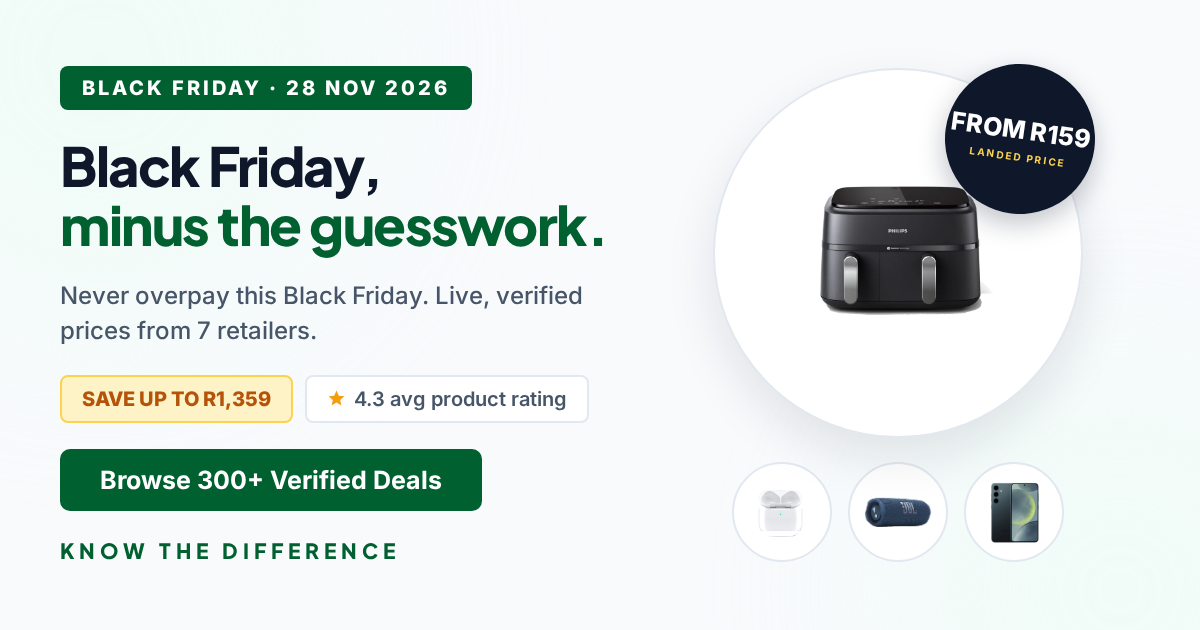 BLACK FRIDAY · 28 NOV 2026
Black Friday,
minus the guesswork.
Never overpay this Black Friday. Live, verified
prices from 7 retailers.
SAVE UP TO R1,359
★ 4.3 avg product rating
Browse 300+ Verified Deals
KNOW THE DIFFERENCE
FROM R159
LANDED PRICE
PHILIPS
JBL